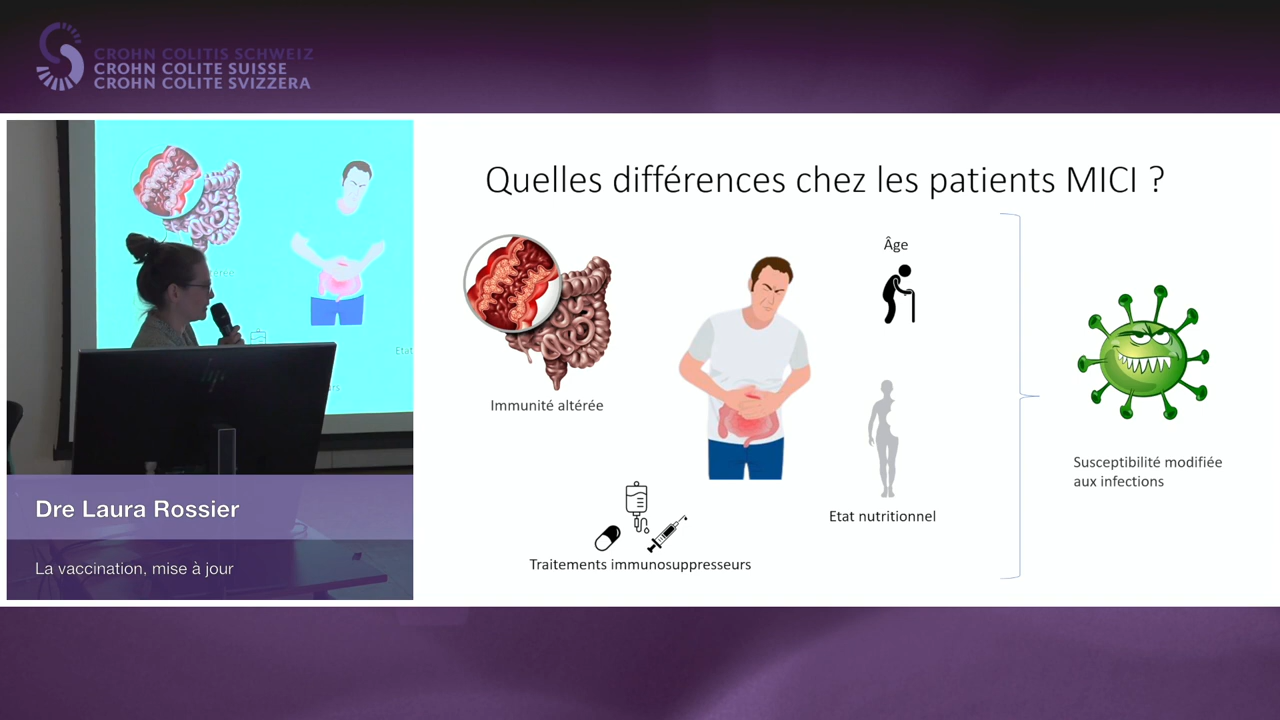 CROHN COLITIS SCHWEIZ
CROHN COLITE SUISSE
CROHN COLITE SVIZZERA
Quelles différences chez les patients MICI ?
Immunité altérée
Âge
Etat nutritionnel
Traitements immunosuppresseurs
Susceptibilité modifiée
aux infections
Etat
Dre Laura Rossier
La vaccination, mise à jour